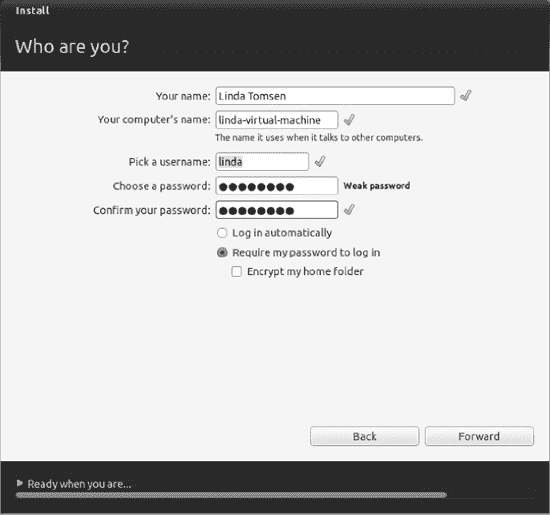 Install
Who are you?
Your name: Linda Tomsen
Your computer's name: linda-virtual-machine
The name it uses when it talks to other computers.
Pick a username: linda
Choose a password: ●●●●●●●● Weak password
Confirm your password: ●●●●●●●●
Log in automatically
Require my password to log in
Encrypt my home folder
Back Forward
Ready when you are...